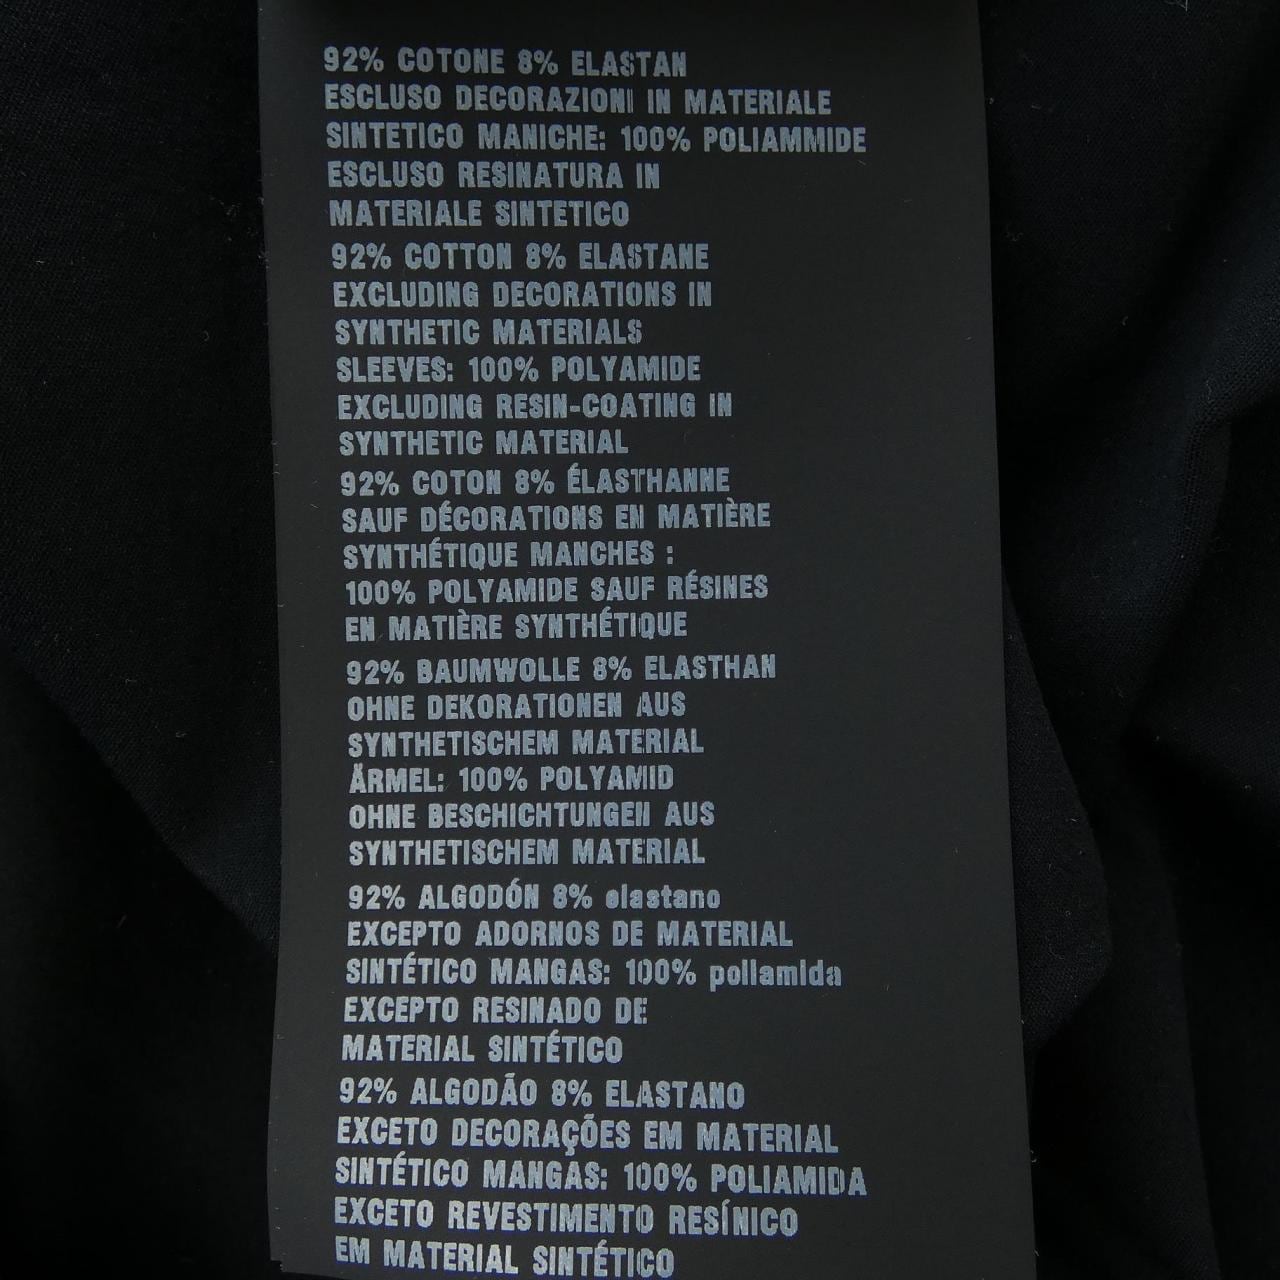 92% COTONE 8% ELASTAN
ESCLUSO DECORAZIONI IN MATERIALE
SINTETICO MANICHE: 100% POLIAMMIDE
ESCLUSO RESINATURA IN
MATERIALE SINTETICO
92% COTTON 8% ELASTANE
EXCLUDING DECORATIONS IN
SYNTHETIC MATERIALS
SLEEVES: 100% POLYAMIDE
EXCLUDING RESIN-COATING IN
SYNTHETIC MATERIAL
92% COTON 8% ÉLASTHANNE
SAUF DÉCORATIONS EN MATIÈRE
SYNTHÉTIQUE MANCHES :
100% POLYAMIDE SAUF RÉSINES
EN MATIÈRE SYNTHÉTIQUE
92% BAUMWOLLE 8% ELASTHAN
OHNE DEKORATIONEN AUS
SYNTHETISCHEM MATERIAL
ÄRMEL: 100% POLYAMID
OHNE BESCHICHTUNGEN AUS
SYNTHETISCHEM MATERIAL
92% ALGODÓN 8% elastano
EXCEPTO ADORNOS DE MATERIAL
SINTÉTICO MANGAS: 100% poliamida
EXCEPTO RESINADO DE
MATERIAL SINTÉTICO
92% ALGODÃO 8% ELASTANO
EXCETO DECORAÇÕES EM MATERIAL
SINTÉTICO MANGAS: 100% POLIAMIDA
EXCETO REVESTIMENTO RESÍNICO
EM MATERIAL SINTÉTICO